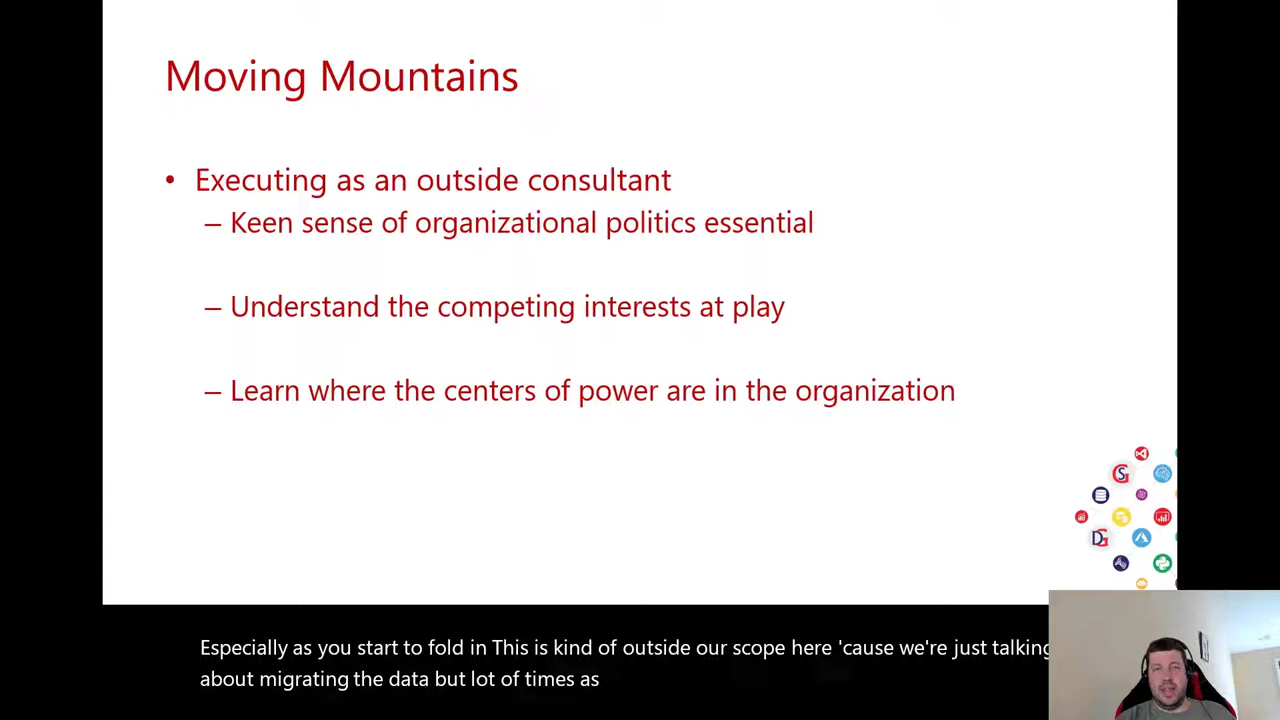 Moving Mountains
• Executing as an outside consultant
– Keen sense of organizational politics essential
– Understand the competing interests at play
– Learn where the centers of power are in the organization
GS
DG
Especially as you start to fold in This is kind of outside our scope here 'cause we're just talking
about migrating the data but lot of times as